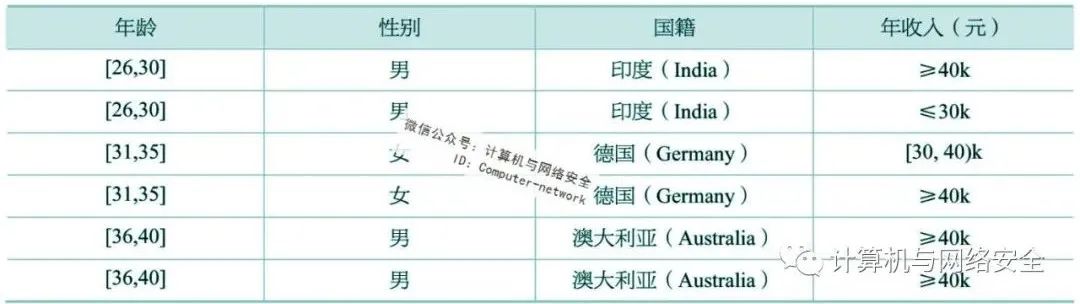 年龄 性别 国籍 年收入（元）
[26,30] 男 印度（India） ≥40k
[26,30] 男 印度（India） ≤30k
[31,35] 女 德国（Germany） [30, 40)k
[31,35] 女 德国（Germany） ≥40k
[36,40] 男 澳大利亚（Australia） ≥40k
[36,40] 男 澳大利亚（Australia） ≥40k
微信公众号：计算机与网络安全
ID：Computer-network
计算机与网络安全